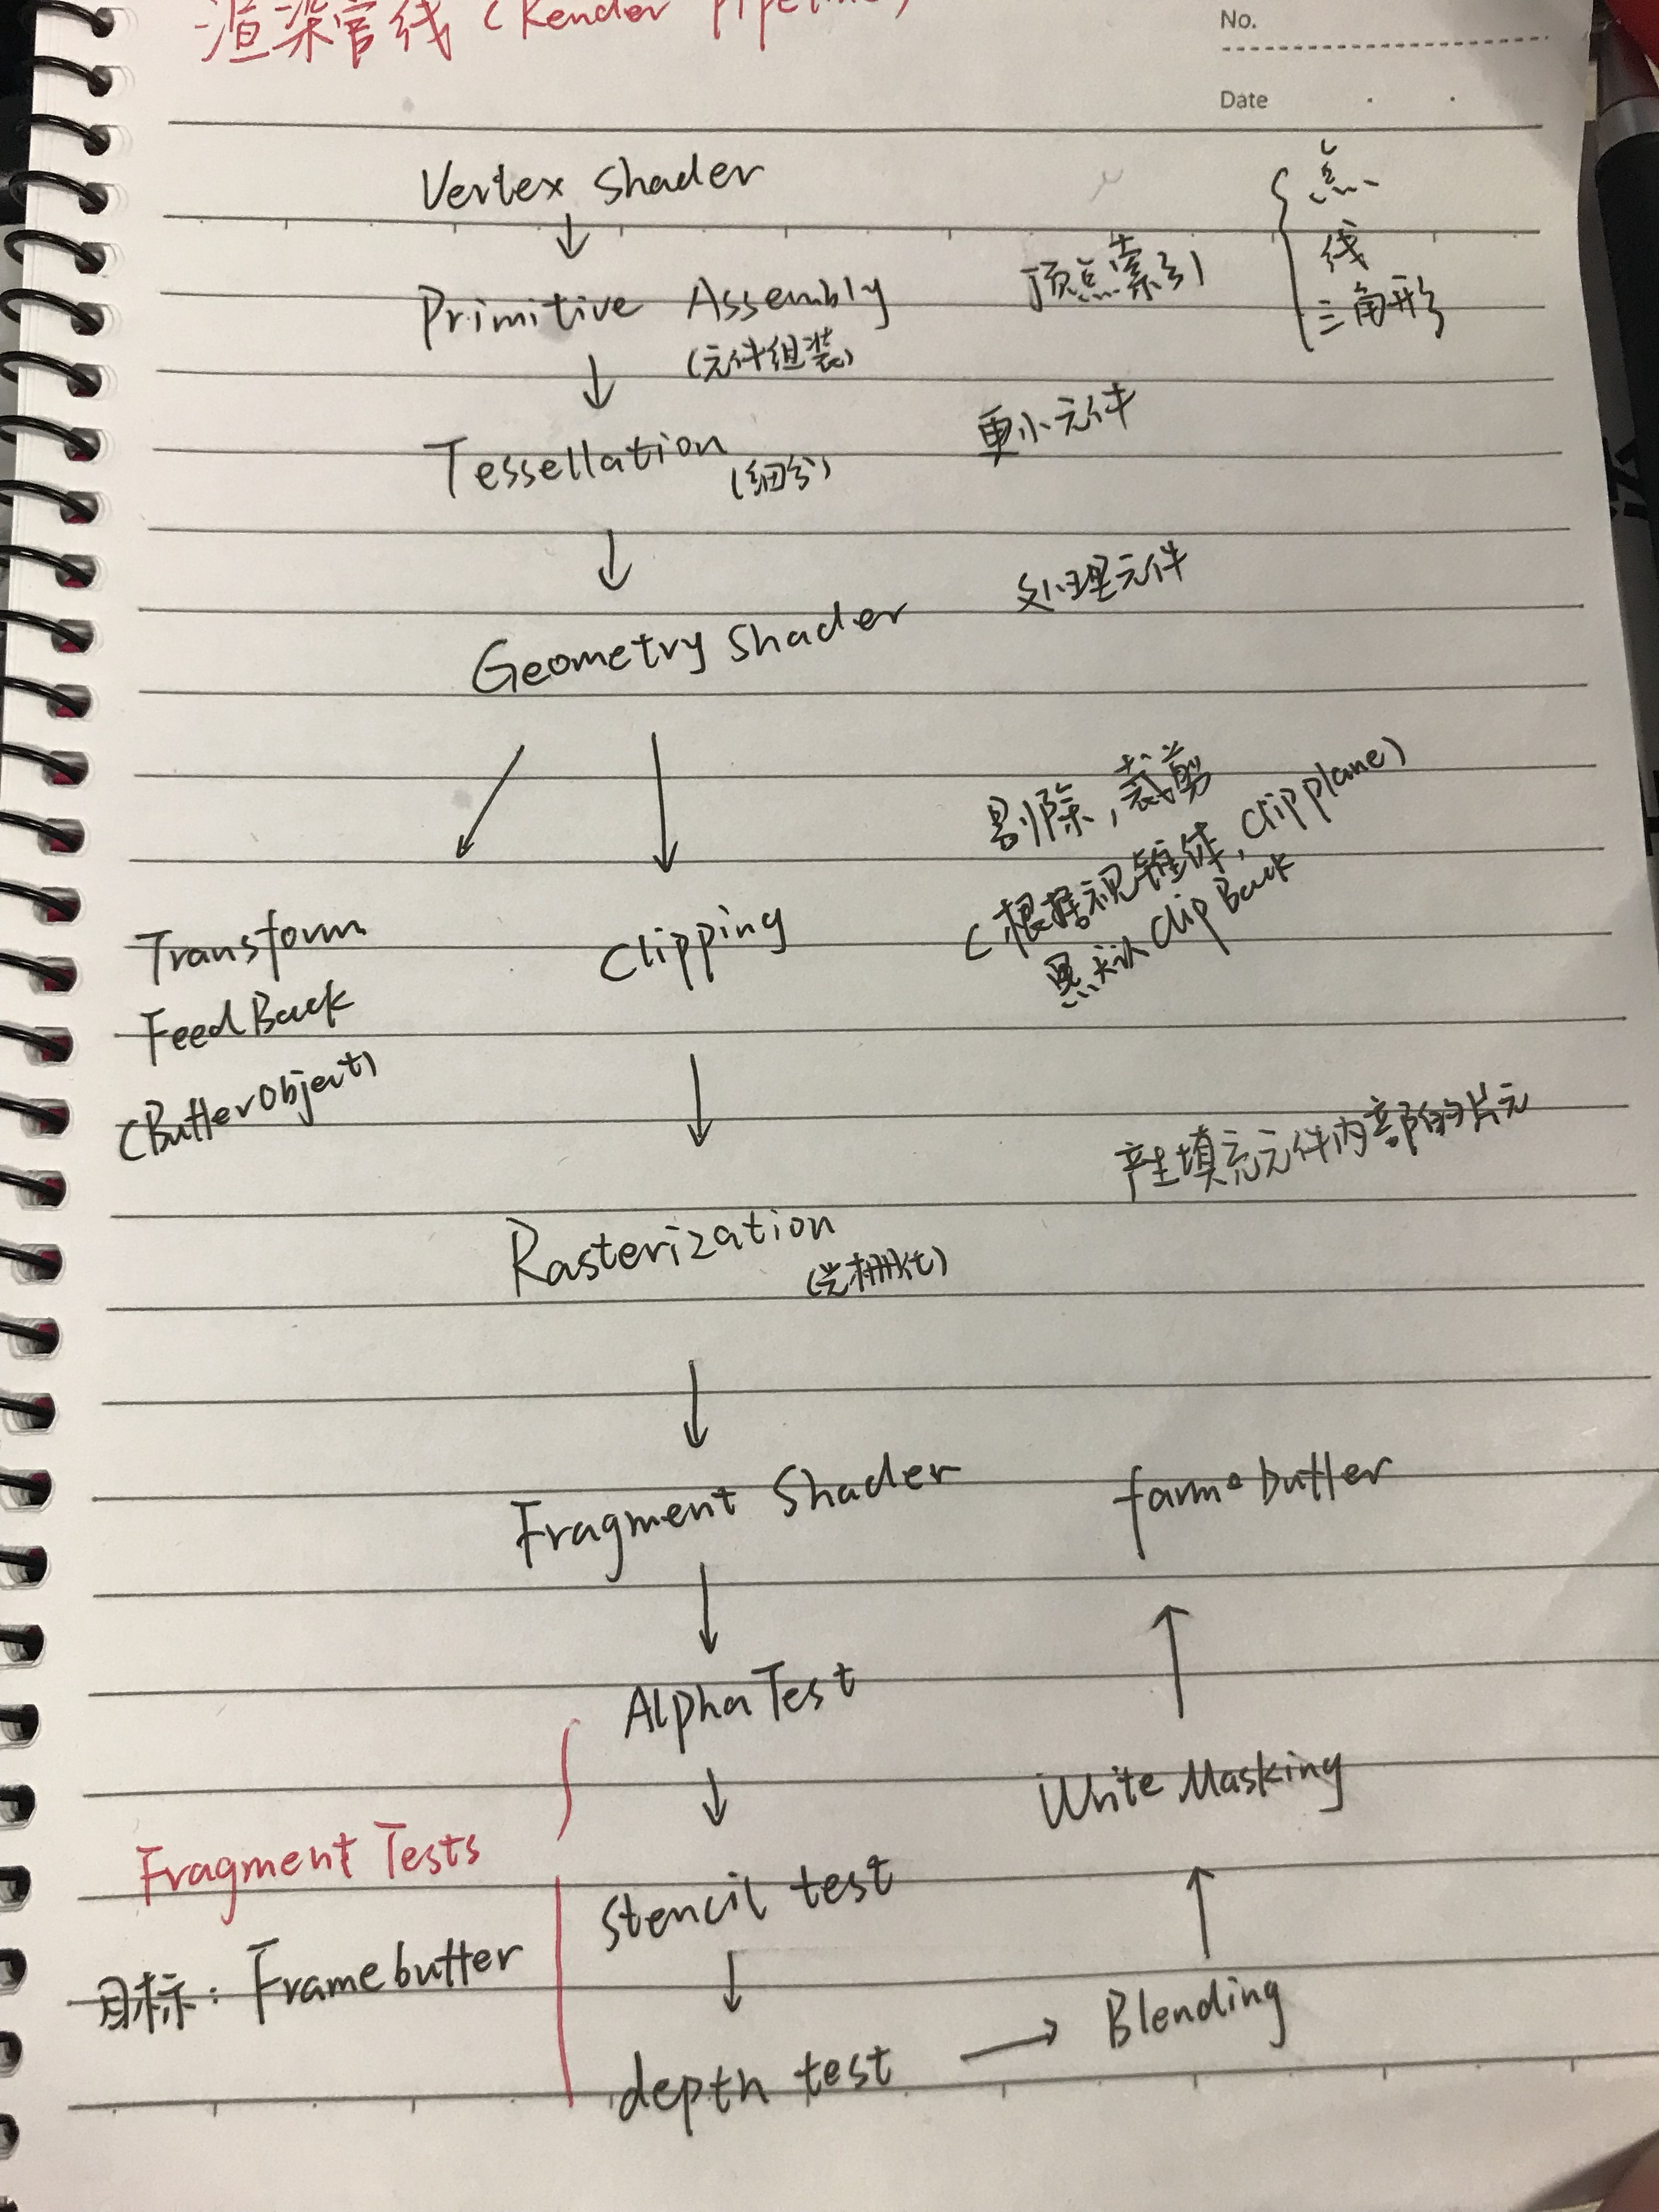 渲染管线 (Render Pipeline)
No.
Date
Vertex Shader
Primitive Assembly
(元件组装)
顶点索引
点
线
三角形
Tessellation
(细分)
更小元件
Geometry Shader
处理元件
Transform
FeedBack
(Buffer Object)
Clipping
剔除,裁剪
(根据视锥体, clip plane)
默认 clip Back
Rasterization
(光栅化)
产生填充元件内部的片元
Fragment Shader
Alpha Test
Stencil test
depth test
Fragment Tests
目标: Framebuffer
Blending
Write Masking
farmebuffer